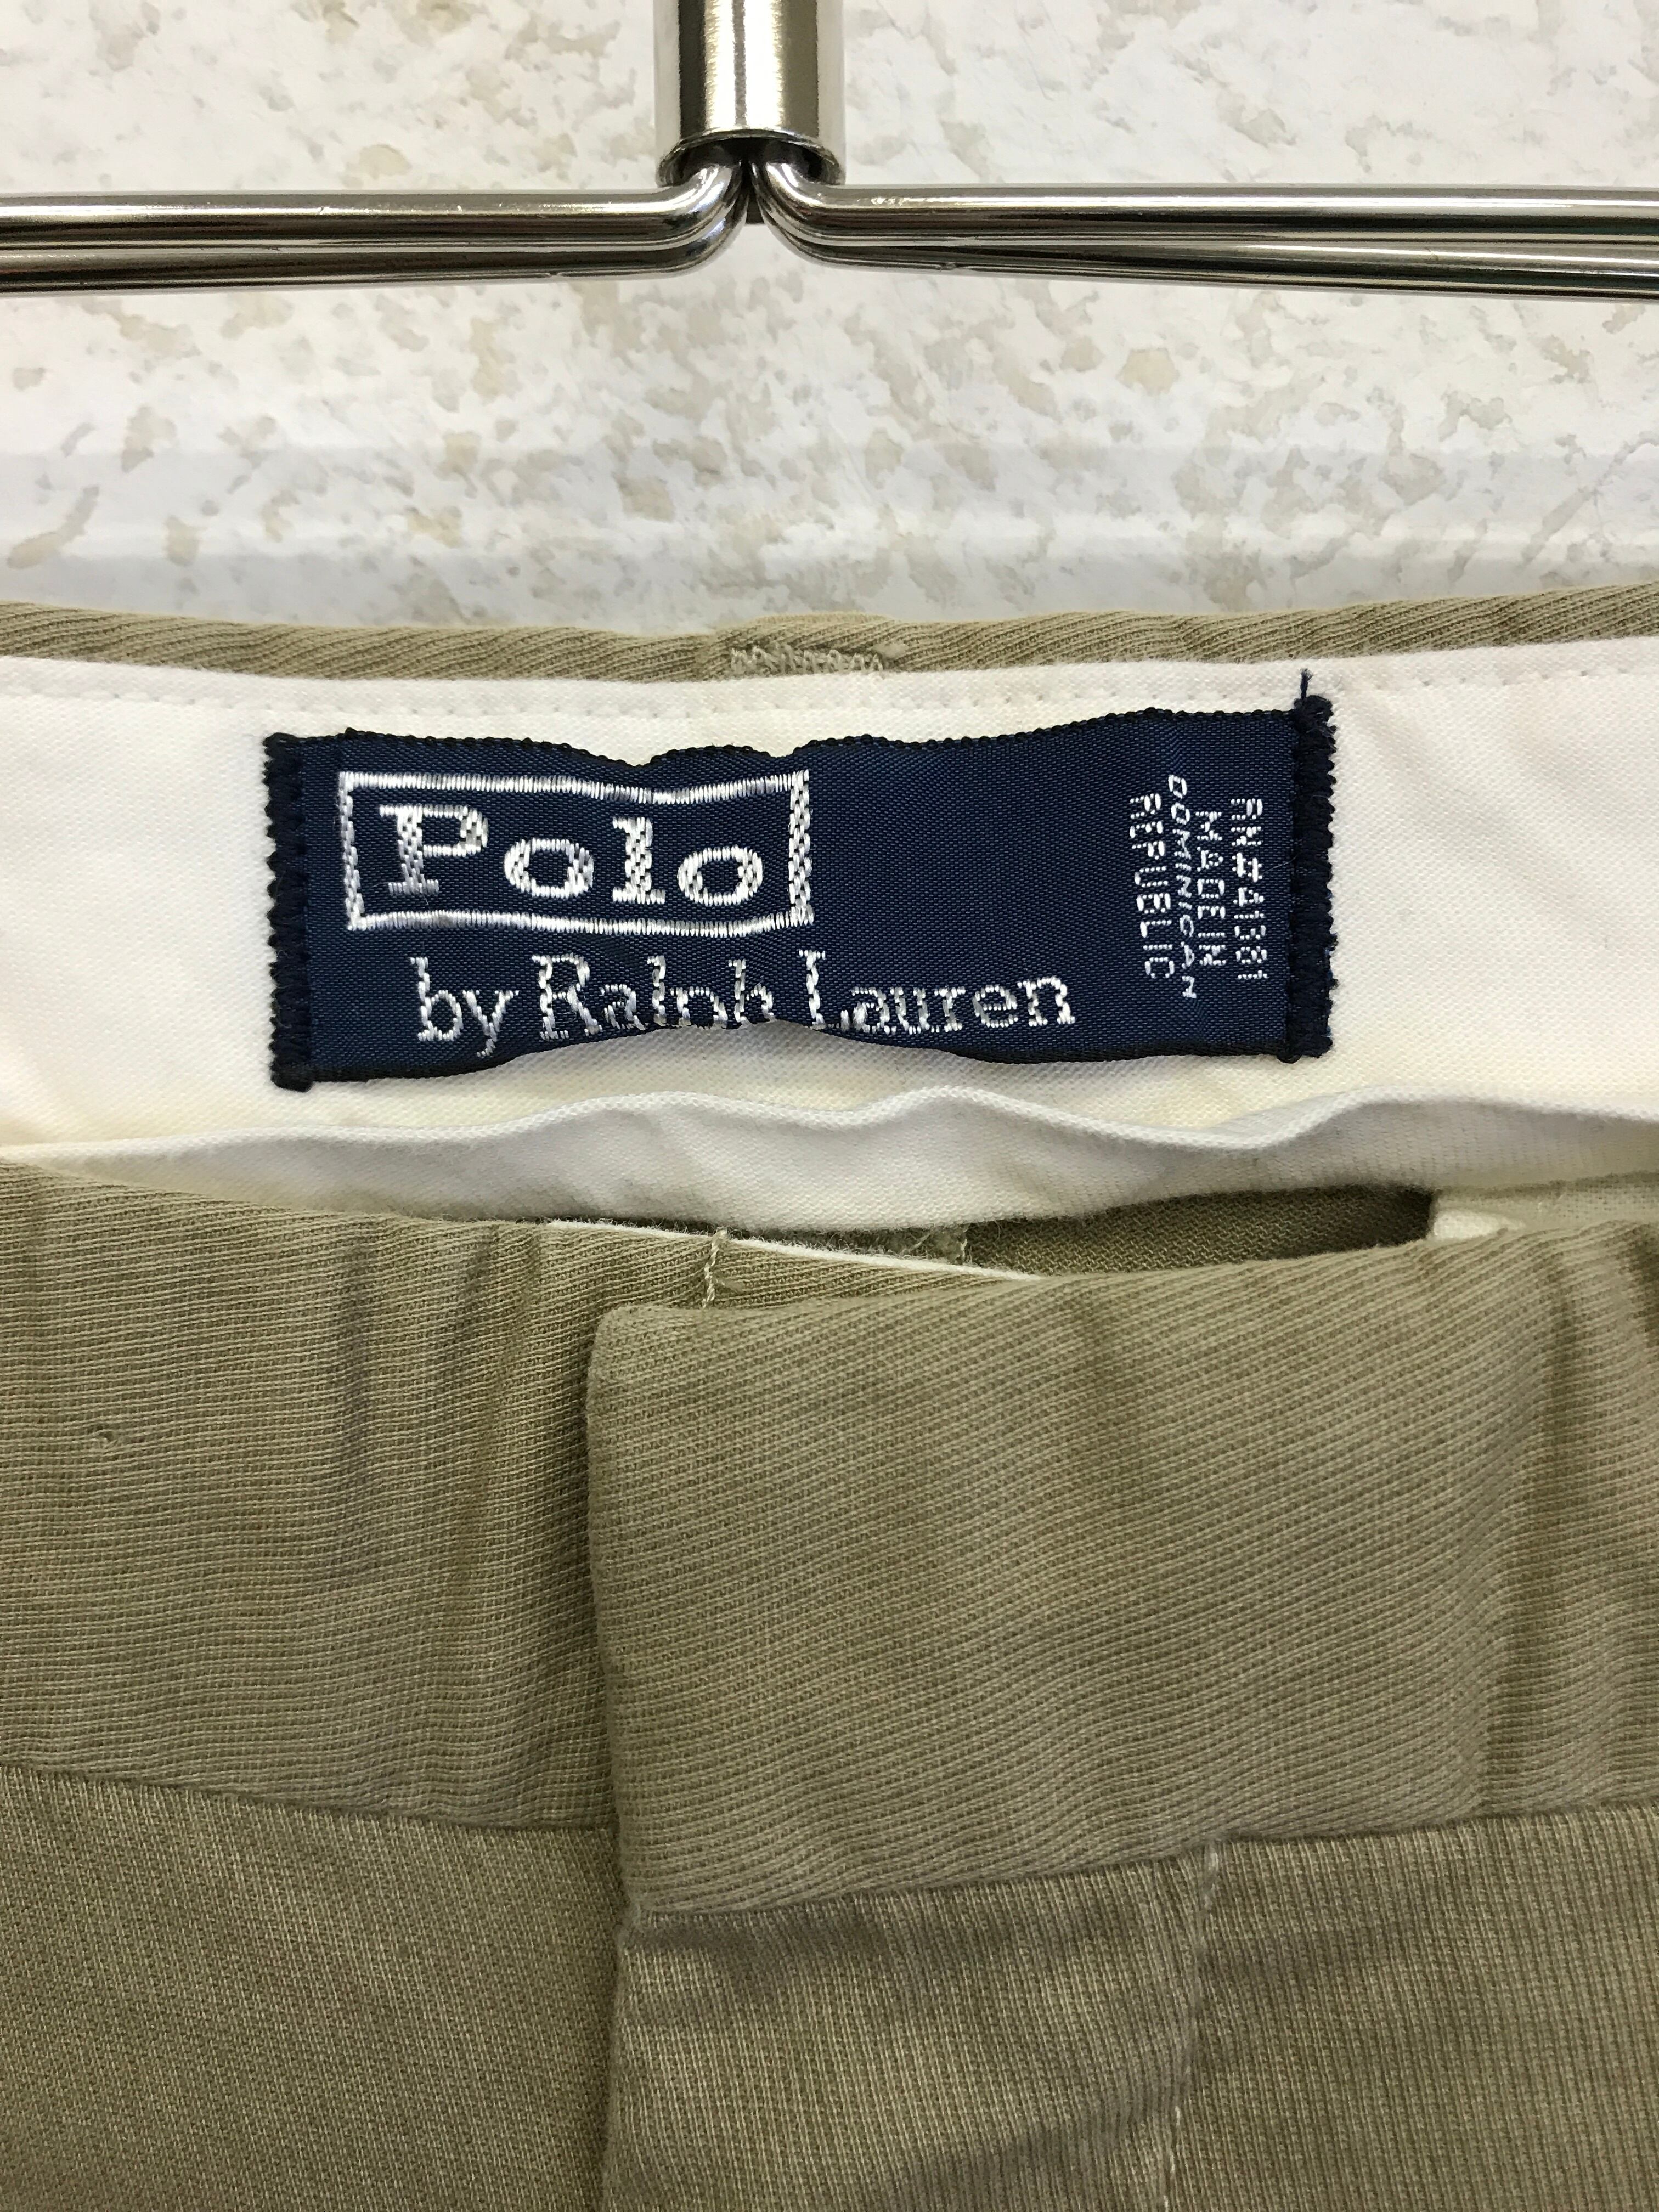 Polo
by Ralph Lauren
RN#41381
MADE IN
DOMINICAN
REPUBLIC